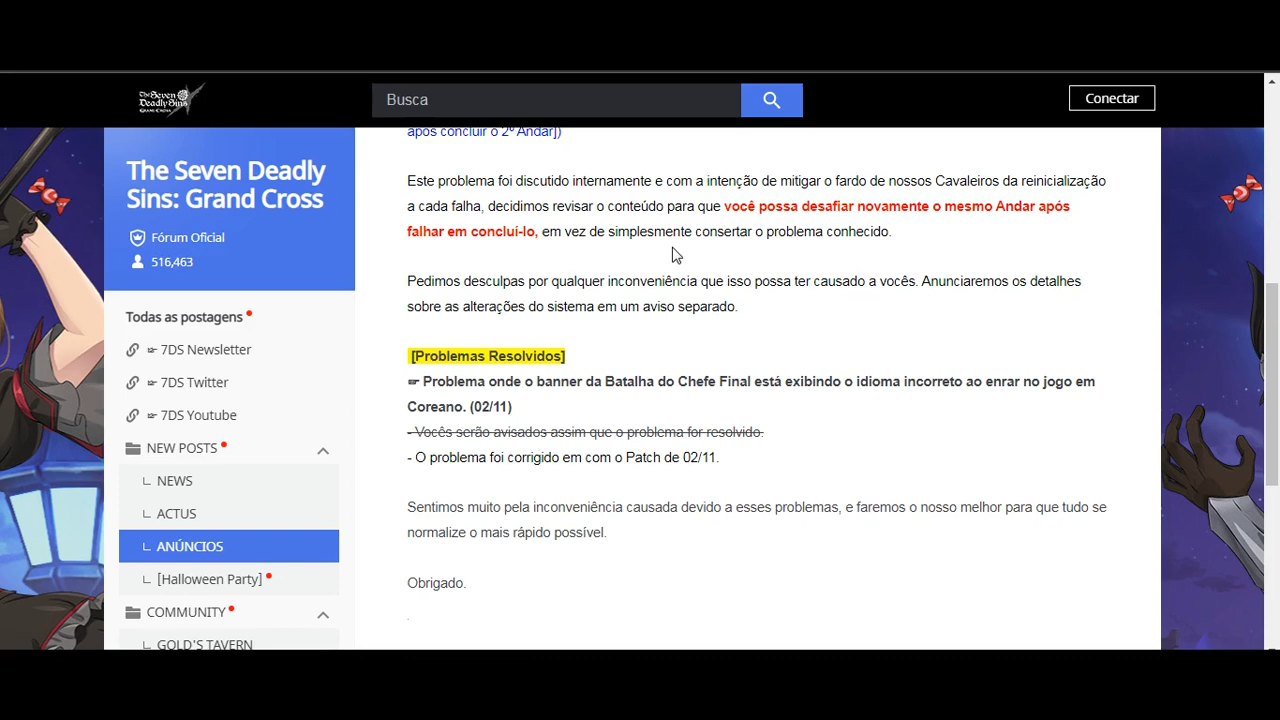 The Seven
Deadly Sins
GRAND CROSS
Busca
Conectar
The Seven Deadly
Sins: Grand Cross
Fórum Oficial
516,463
Todas as postagens
☞ 7DS Newsletter
☞ 7DS Twitter
☞ 7DS Youtube
NEW POSTS
NEWS
ACTUS
ANÚNCIOS
[Halloween Party]
COMMUNITY
GOLD'S TAVERN
após concluir o 2º Andar])
Este problema foi discutido internamente e com a intenção de mitigar o fardo de nossos Cavaleiros da reinicialização
a cada falha, decidimos revisar o conteúdo para que você possa desafiar novamente o mesmo Andar após
falhar em concluí-lo, em vez de simplesmente consertar o problema conhecido.
Pedimos desculpas por qualquer inconveniência que isso possa ter causado a vocês. Anunciaremos os detalhes
sobre as alterações do sistema em um aviso separado.
[Problemas Resolvidos]
☞ Problema onde o banner da Batalha do Chefe Final está exibindo o idioma incorreto ao enrar no jogo em
Coreano. (02/11)
- Vocês serão avisados assim que o problema for resolvido.
- O problema foi corrigido em com o Patch de 02/11.
Sentimos muito pela inconveniência causada devido a esses problemas, e faremos o nosso melhor para que tudo se
normalize o mais rápido possível.
Obrigado.
.